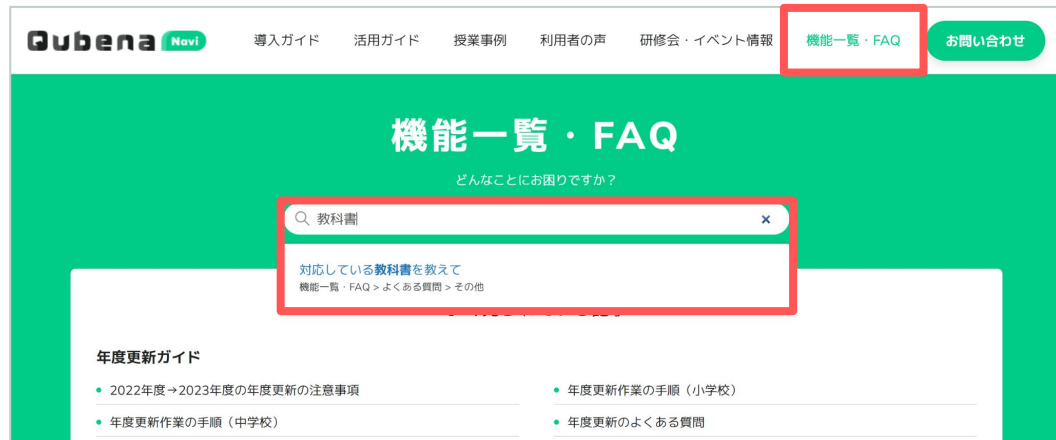 Qubena Navi 導入ガイド 活用ガイド 授業事例 利用者の声 研修会・イベント情報 機能一覧・FAQ お問い合わせ
機能一覧・FAQ
どんなことにお困りですか？
教科書 ×
対応している教科書を教えて
機能一覧・FAQ > よくある質問 > その他
年度更新ガイド
2022年度→2023年度の年度更新の注意事項
年度更新作業の手順（小学校）
年度更新作業の手順（中学校）
年度更新のよくある質問